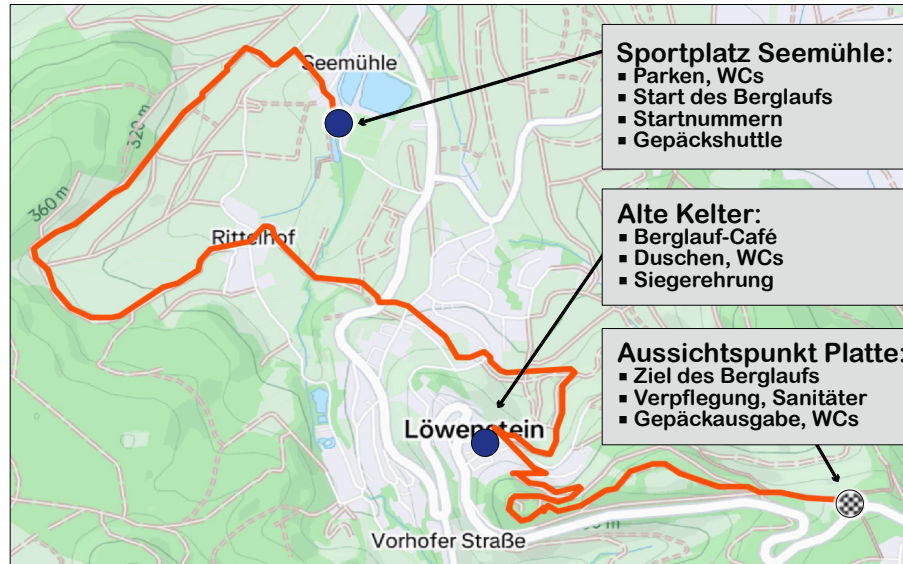 Sportplatz Seemühle:
▪ Parken, WCs
▪ Start des Berglaufs
▪ Startnummern
▪ Gepäckshuttle
Seemühle
320 m
360 m
Rittelhof
Alte Kelter:
▪ Berglauf-Café
▪ Duschen, WCs
▪ Siegerehrung
Aussichtspunkt Platte:
▪ Ziel des Berglaufs
▪ Verpflegung, Sanitäter
▪ Gepäckausgabe, WCs
Löwenstein
Vorhofer Straße